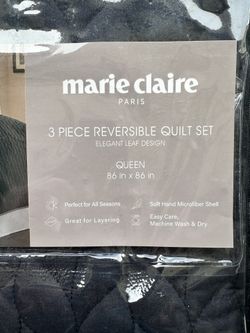 marie claire
PARIS
3 PIECE REVERSIBLE QUILT SET
ELEGANT LEAF DESIGN
QUEEN
86 in x 86 in
Perfect for All Seasons
Soft Hand Microfiber Shell
Great for Layering
Easy Care,
Machine Wash & Dry